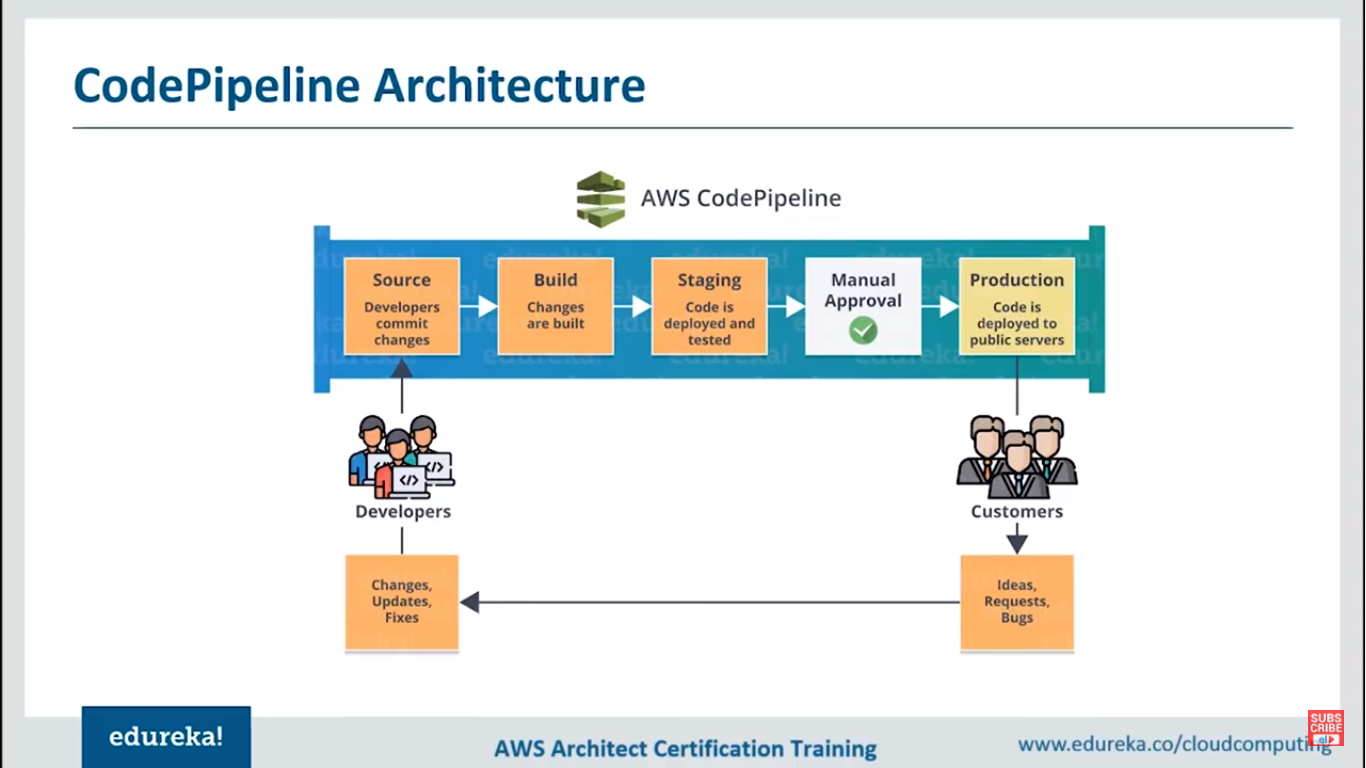 CodePipeline Architecture
AWS CodePipeline
Source
Developers
commit
changes
Build
Changes
are built
Staging
Code is
deployed and
tested
Manual
Approval
Production
Code is
deployed to
public servers
</>
</>
Developers
Customers
Changes,
Updates,
Fixes
Ideas,
Requests,
Bugs
edureka!
AWS Architect Certification Training
www.edureka.co/cloudcomputing
SUBS
CRIBE